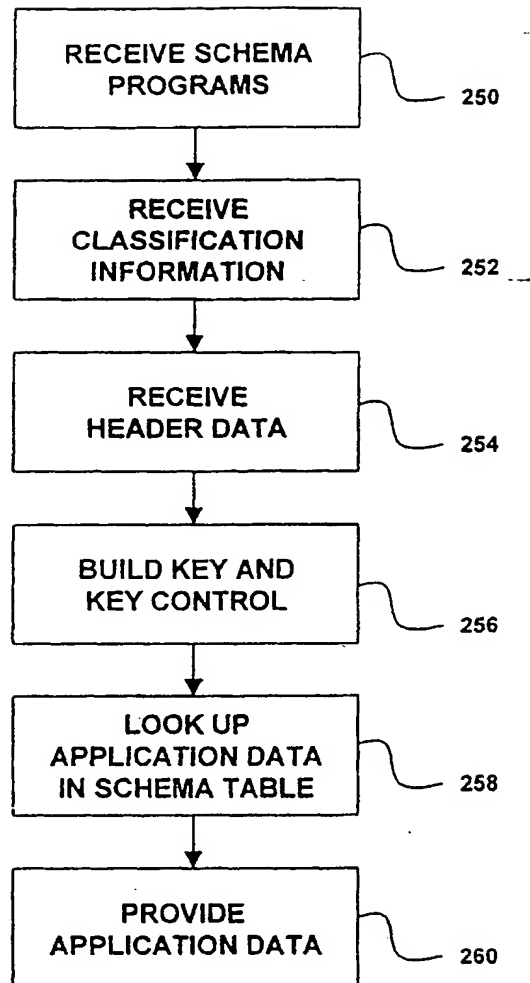 RECEIVE SCHEMA
PROGRAMS
250
RECEIVE
CLASSIFICATION
INFORMATION
252
RECEIVE
HEADER DATA
254
BUILD KEY AND
KEY CONTROL
256
LOOK UP
APPLICATION DATA
IN SCHEMA TABLE
258
PROVIDE
APPLICATION DATA
260